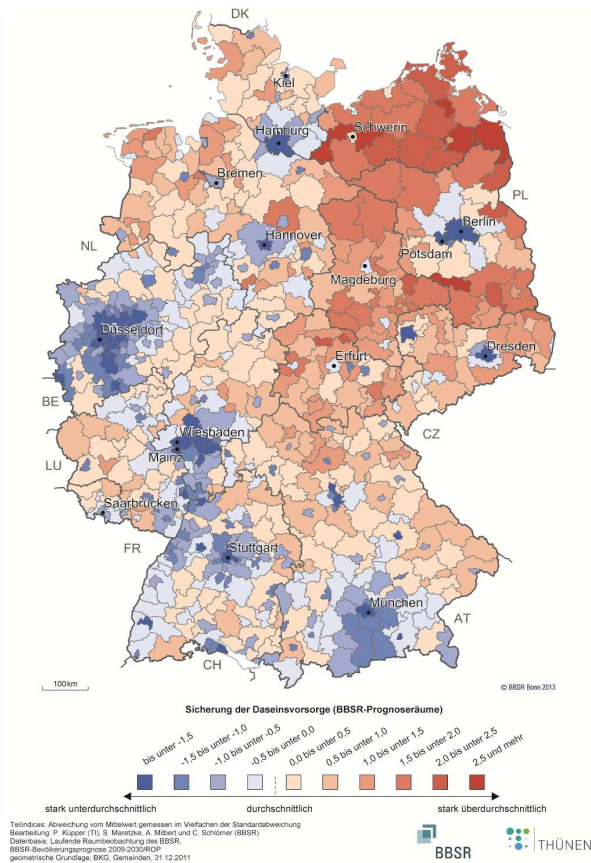 DK
Kiel
Hamburg
Schwerin
Bremen
PL
Berlin
NL
Hannover
Potsdam
Magdeburg
Düsseldorf
Erfurt
Dresden
BE
Wiesbaden
CZ
Mainz
LU
Saarbrücken
FR
Stuttgart
München
AT
CH
100 km
© BBSR Bonn 2013
Sicherung der Daseinsvorsorge (BBSR-Prognoseräume)
bis unter -1,5
-1,5 bis unter -1,0
-1,0 bis unter -0,5
-0,5 bis unter 0,0
0,0 bis unter 0,5
0,5 bis unter 1,0
1,0 bis unter 1,5
1,5 bis unter 2,0
2,0 bis unter 2,5
2,5 und mehr
stark unterdurchschnittlich durchschnittlich stark überdurchschnittlich
Teilindices: Abweichung vom Mittelwert gemessen im Vielfachen der Standardabweichung
Bearbeitung: P. Küpper (TI), S. Maretzke, A. Milbert und C. Schlömer (BBSR)
Datenbasis: Laufende Raumbeobachtung des BBSR,
BBSR-Bevölkerungsprognose 2009-2030/ROP
geometrische Grundlage: BKG, Gemeinden, 31.12.2011
BBSR
THÜNEN